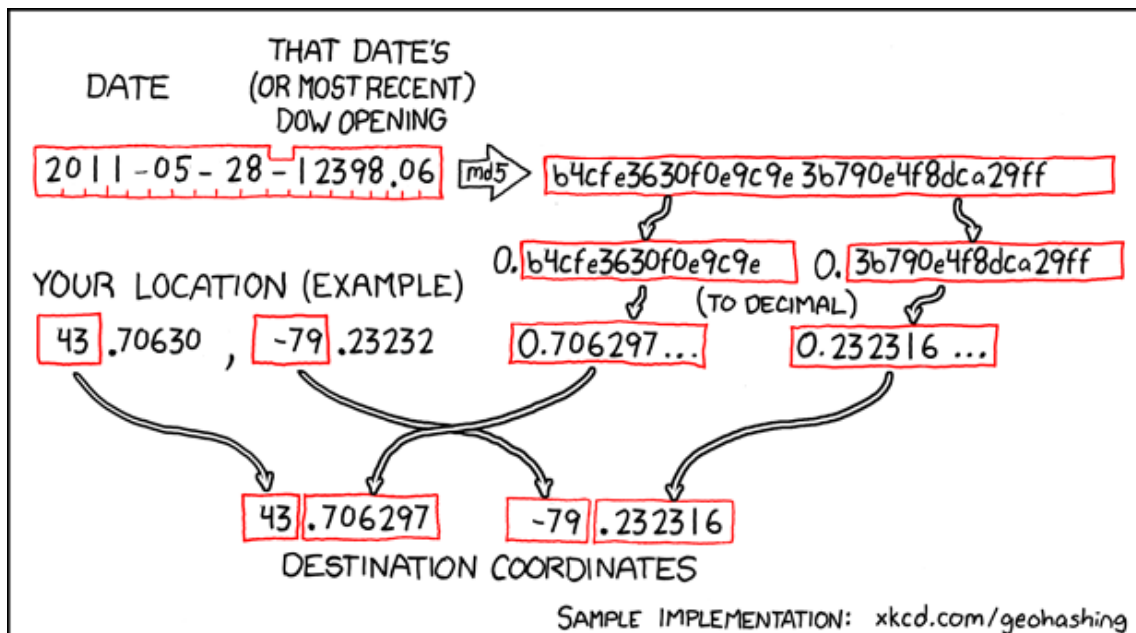 DATE
THAT DATE'S
(OR MOST RECENT)
DOW OPENING
2011-05-28-12398.06
md5
b4cfe3630f0e9c9e3b790e4f8dca29ff
0.b4cfe3630f0e9c9e
0.3b790e4f8dca29ff
YOUR LOCATION (EXAMPLE)
(TO DECIMAL)
43.70630, -79.23232
0.706297...
0.232316...
43.706297
-79.232316
DESTINATION COORDINATES
SAMPLE IMPLEMENTATION: xkcd.com/geohashing